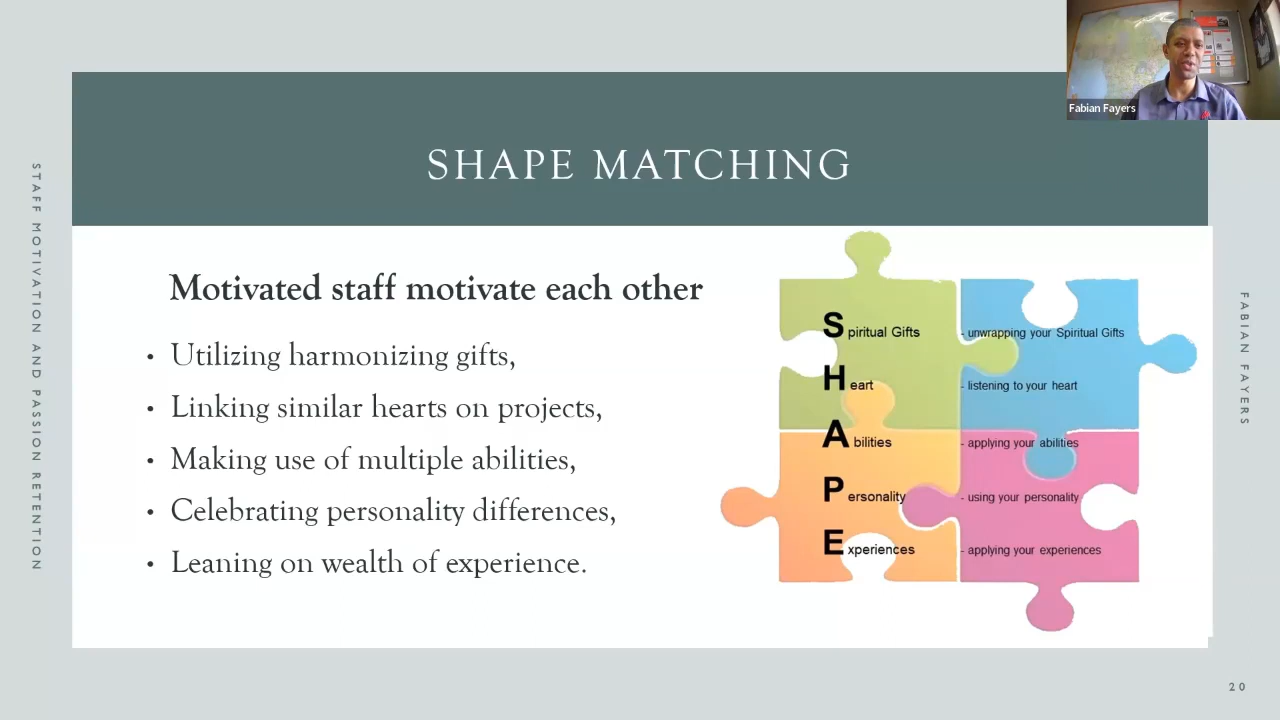 Fabian Fayers
SHAPE MATCHING
STAFF MOTIVATION AND PASSION RETENTION
Motivated staff motivate each other
• Utilizing harmonizing gifts,
• Linking similar hearts on projects,
• Making use of multiple abilities,
• Celebrating personality differences,
• Leaning on wealth of experience.
Spiritual Gifts - unwrapping your Spiritual Gifts
Heart - listening to your heart
Abilities - applying your abilities
Personality - using your personality
Experiences - applying your experiences
FABIAN FAYERS
20